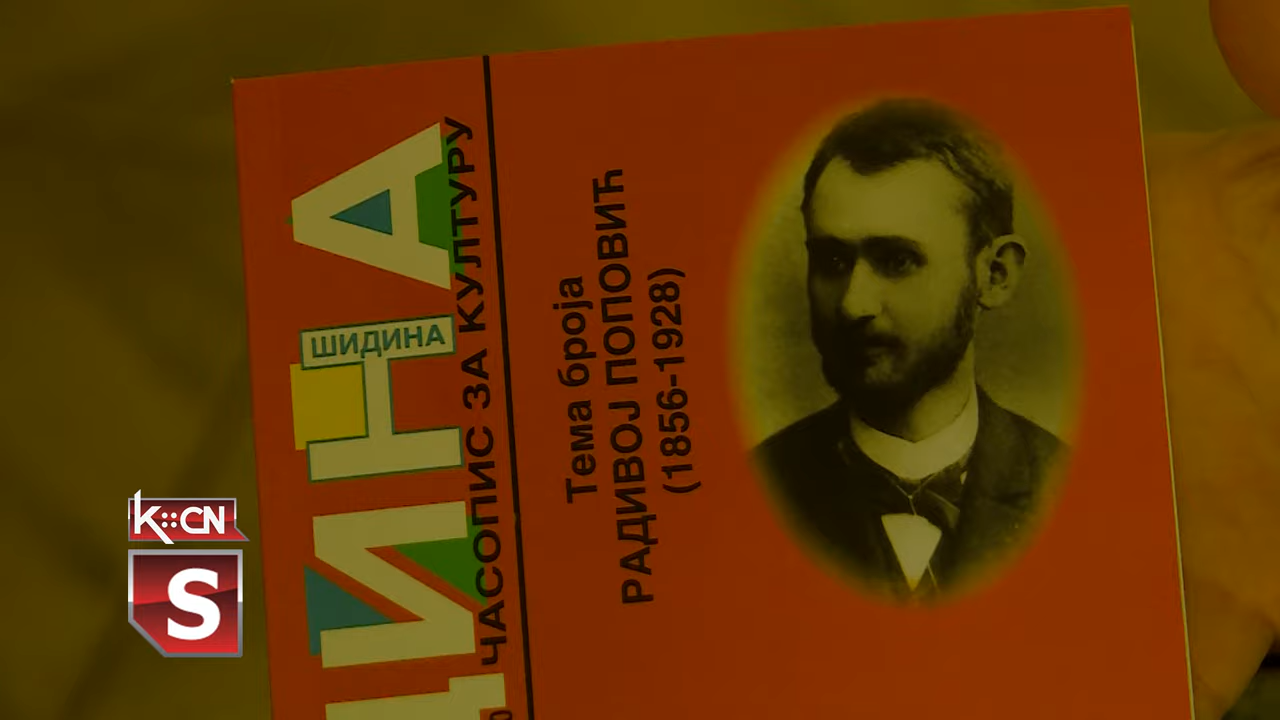 ШИДИНА
ЧАСОПИС ЗА КУЛТУРУ
Тема броја
РАДИВОЈ ПОПОВИЋ
(1856-1928)
K::CN
S